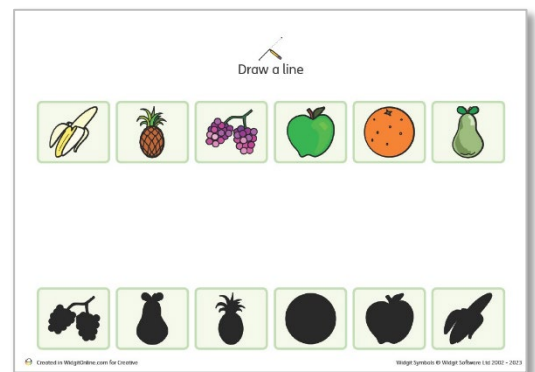 Draw a line
Created in WidgitOnline.com for Creative
Widgit Symbols © Widgit Software Ltd 2002 - 2023